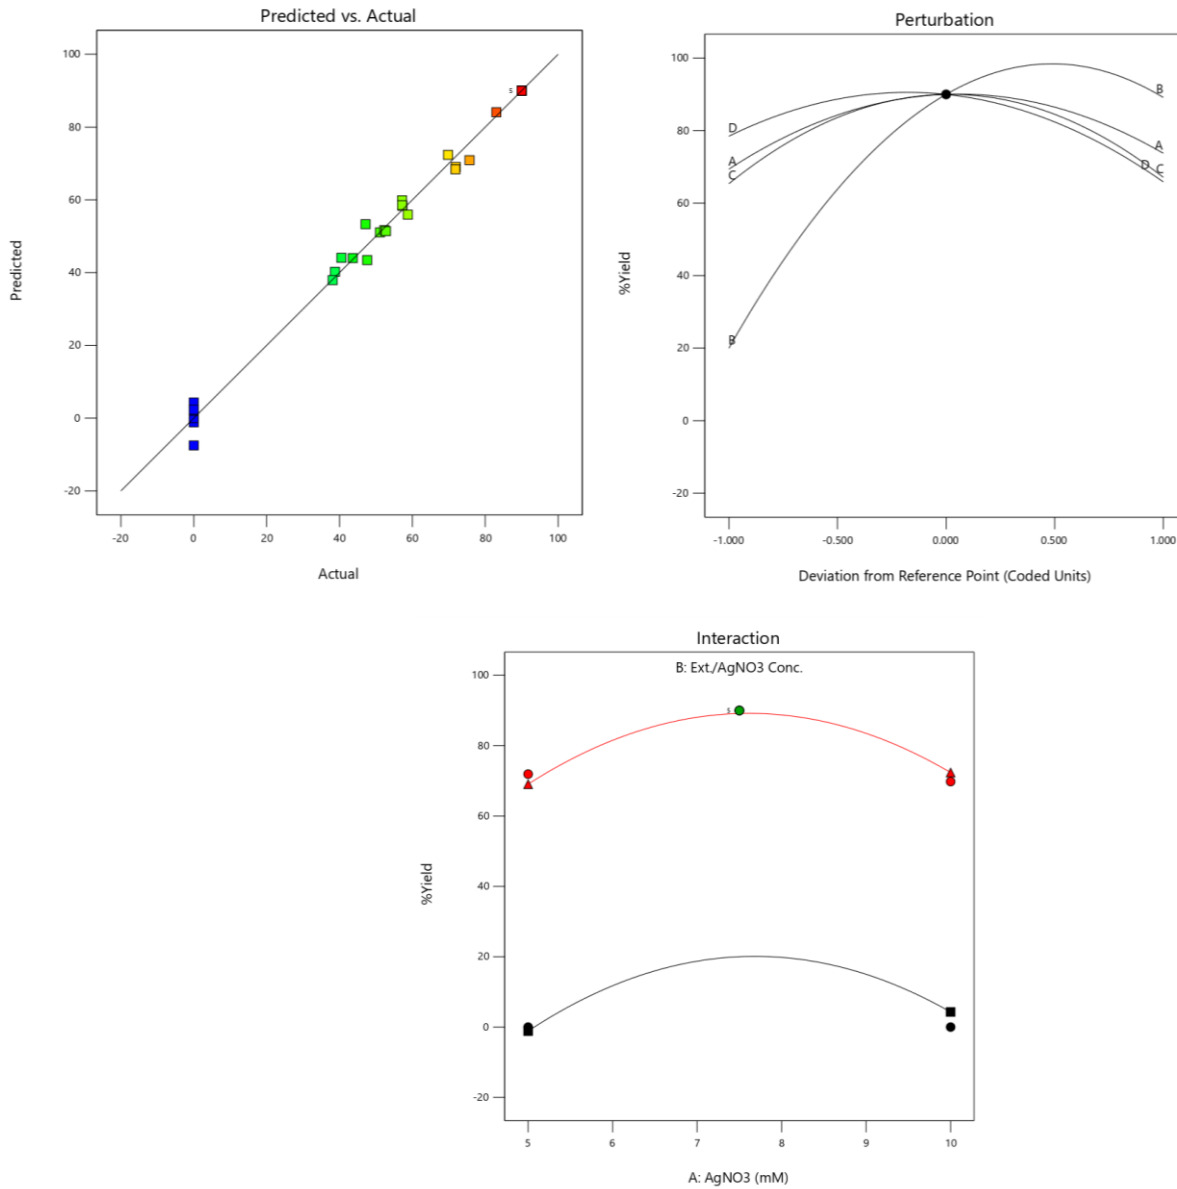 Predicted vs. Actual
100
80
60
40
20
0
-20
-20
0
20
40
60
80
100
Predicted
Actual
5
Perturbation
100
80
60
40
20
0
-20
-1.000
-0.500
0.000
0.500
1.000
%Yield
Deviation from Reference Point (Coded Units)
D
A
C
B
B
A
D
C
Interaction
B: Ext./AgNO3 Conc.
100
80
60
40
20
0
-20
5
6
7
8
9
10
%Yield
A: AgNO3 (mM)
5